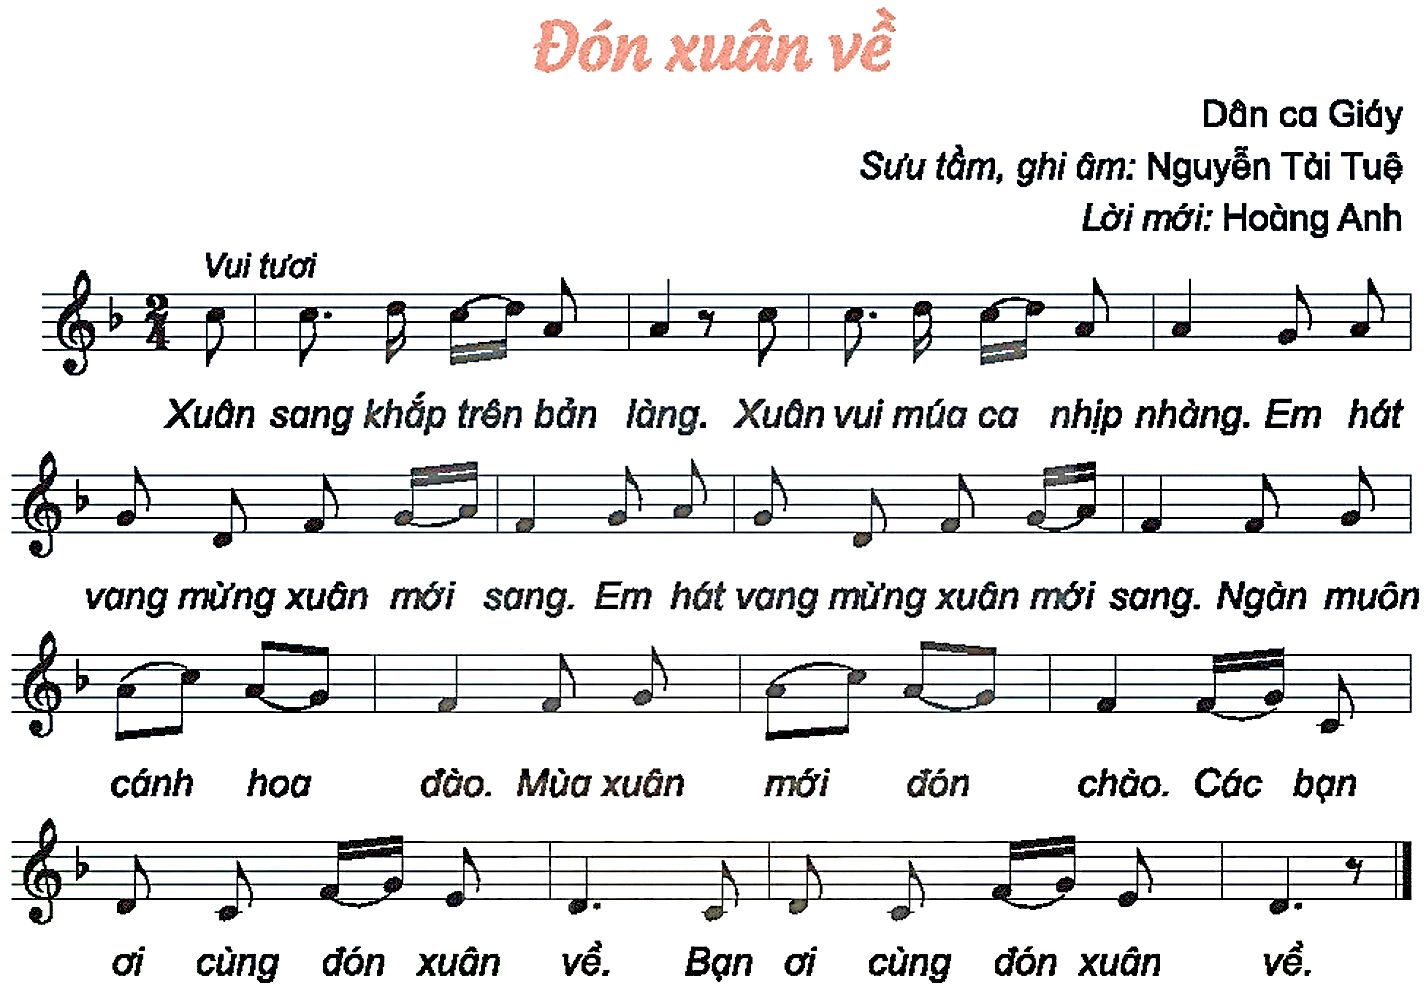 Đón xuân về
Dân ca Giáy
Sưu tầm, ghi âm: Nguyễn Tài Tuệ
Lời mới: Hoàng Anh
Vui tươi
2
4
Xuân sang khắp trên bản làng. Xuân vui múa ca nhịp nhàng. Em hát
vang mừng xuân mới sang. Em hát vang mừng xuân mới sang. Ngàn muôn
cánh hoa đào. Mùa xuân mới đón chào. Các bạn
ơi cùng đón xuân về. Bạn ơi cùng đón xuân về.